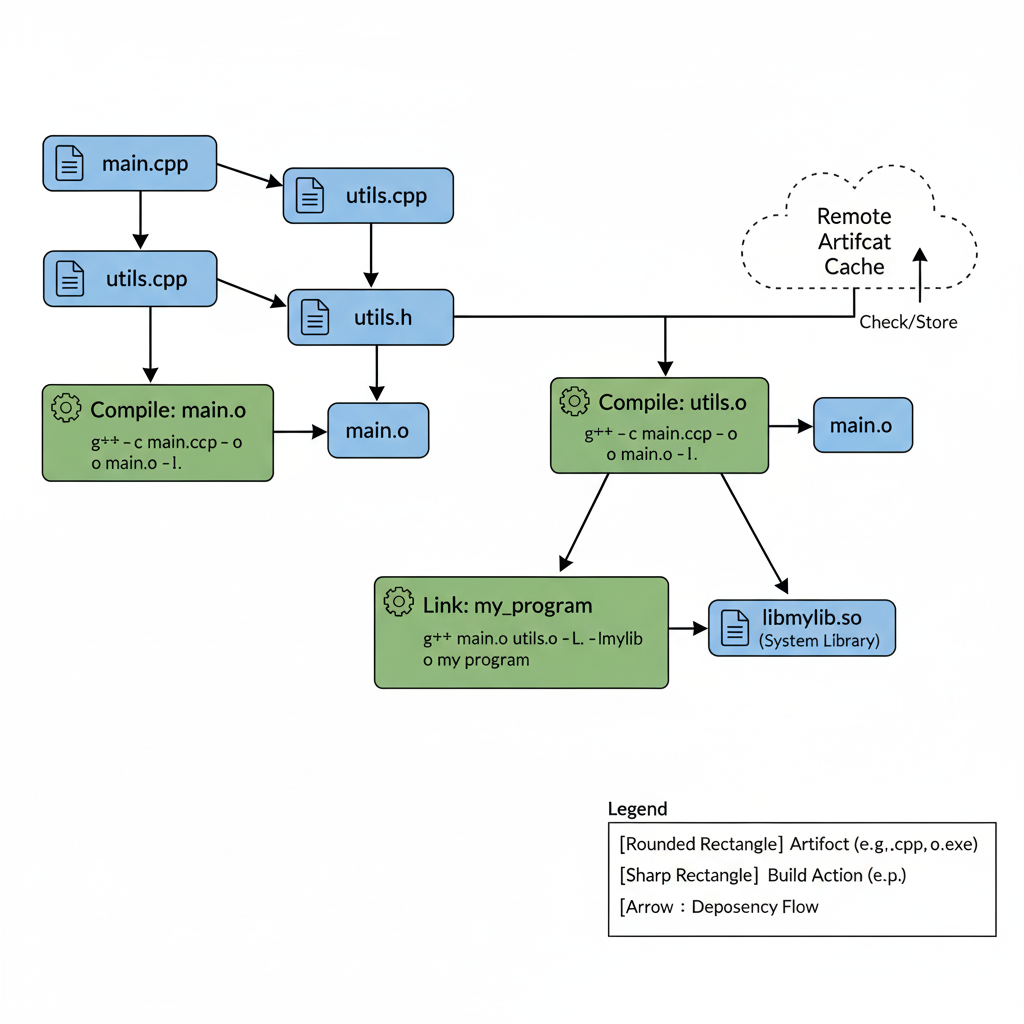 main.cpp
utils.cpp
utils.cpp
utils.h
Remote
Artifcat
Cache
Check/Store
Compile: main.o
g++ – c main.ccp – o
o main.o –I.
main.o
Compile: utils.o
g++ – c main.ccp – o
o main.o –I.
main.o
Link: my_program
g++ main.o utils.o –L. –lmylib
o my program
libmylib.so
(System Library)
Legend
[Rounded Rectangle] Artifoct (e.g,..cpp, o.exe)
[Sharp Rectangle] Build Action (e.p.)
[Arrow : Deposency Flow